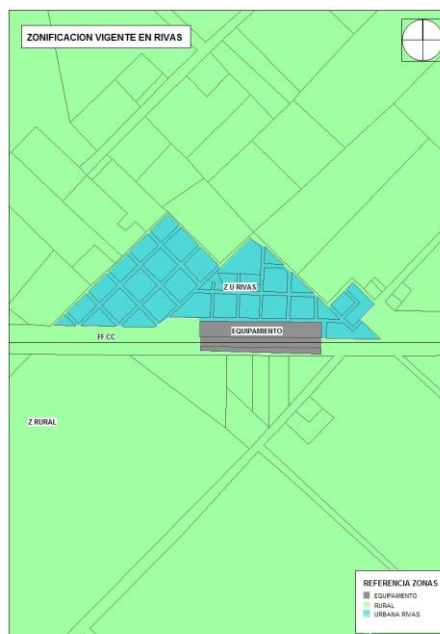 ZONIFICACION VIGENTE EN RIVAS
Z U RIVAS
EQUIPAMIENTO
FF CC
Z RURAL
REFERENCIA ZONAS
EQUIPAMIENTO
RURAL
URBANA RIVAS